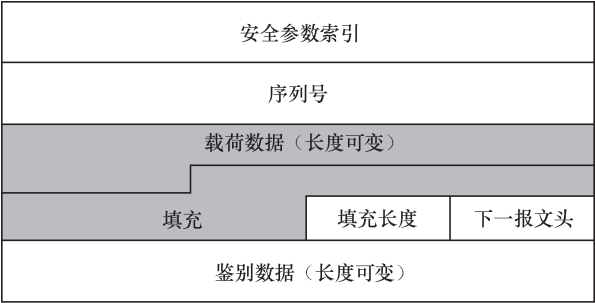 安全参数索引
序列号
载荷数据（长度可变）
填充 填充长度 下一报文头
鉴别数据（长度可变）